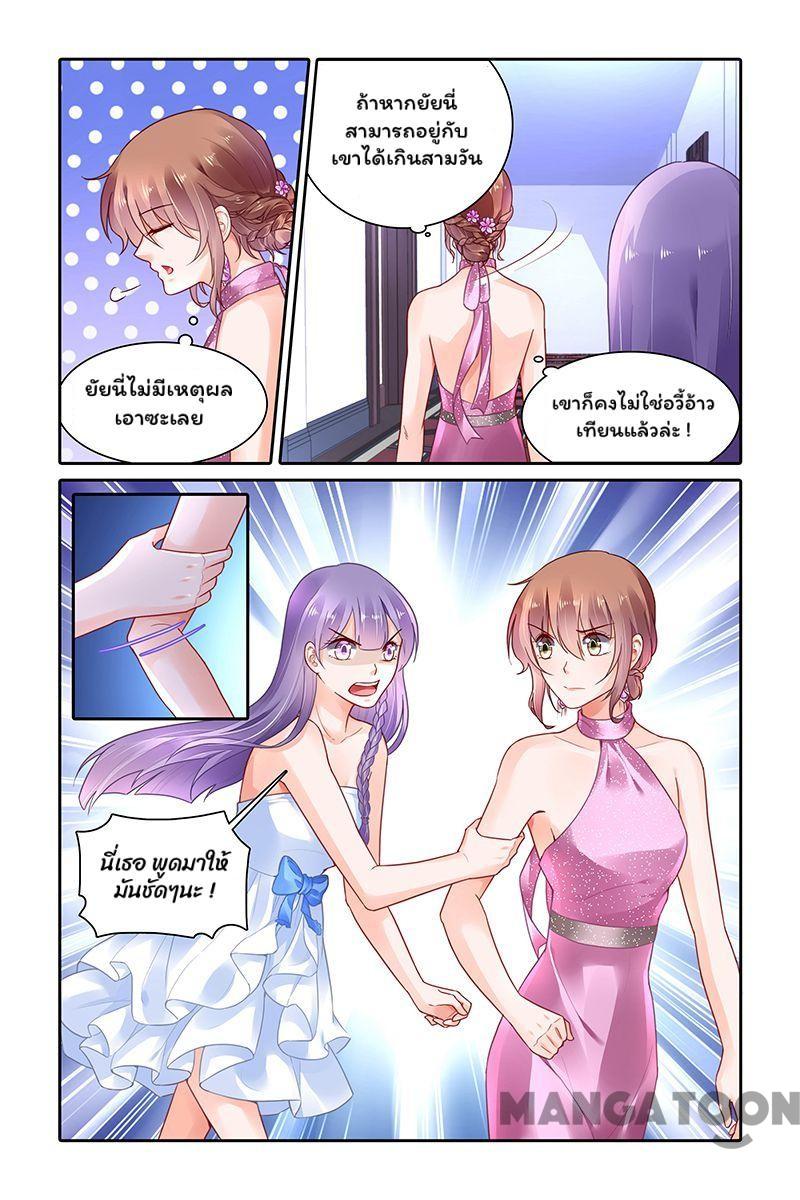 ยัยนี่ไม่มีเหตุผล
เอาซะเลย
ถ้าหากยัยนี่
สามารถอยู่กับ
เขาได้เกินสามวัน
เขาก็คงไม่ใช่อวี้อ้าว
เทียนแล้วล่ะ !
นี่เธอ พูดมาให้
มันชัดๆนะ !
MANGATOON